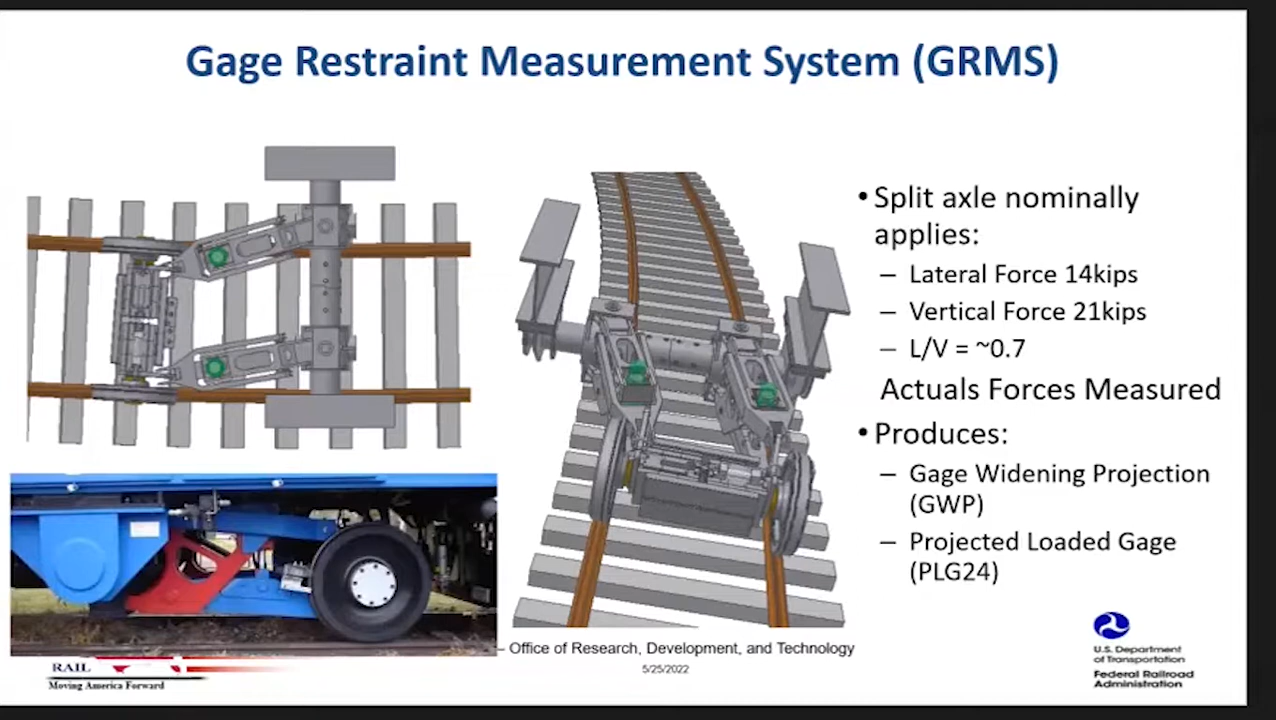 Gage Restraint Measurement System (GRMS)
• Split axle nominally
applies:
– Lateral Force 14kips
– Vertical Force 21kips
– L/V = ~0.7
Actuals Forces Measured
• Produces:
– Gage Widening Projection
(GWP)
– Projected Loaded Gage
(PLG24)
– Office of Research, Development, and Technology
5/25/2022
RAIL
Moving America Forward
U.S. Department
of Transportation
Federal Railroad
Administration